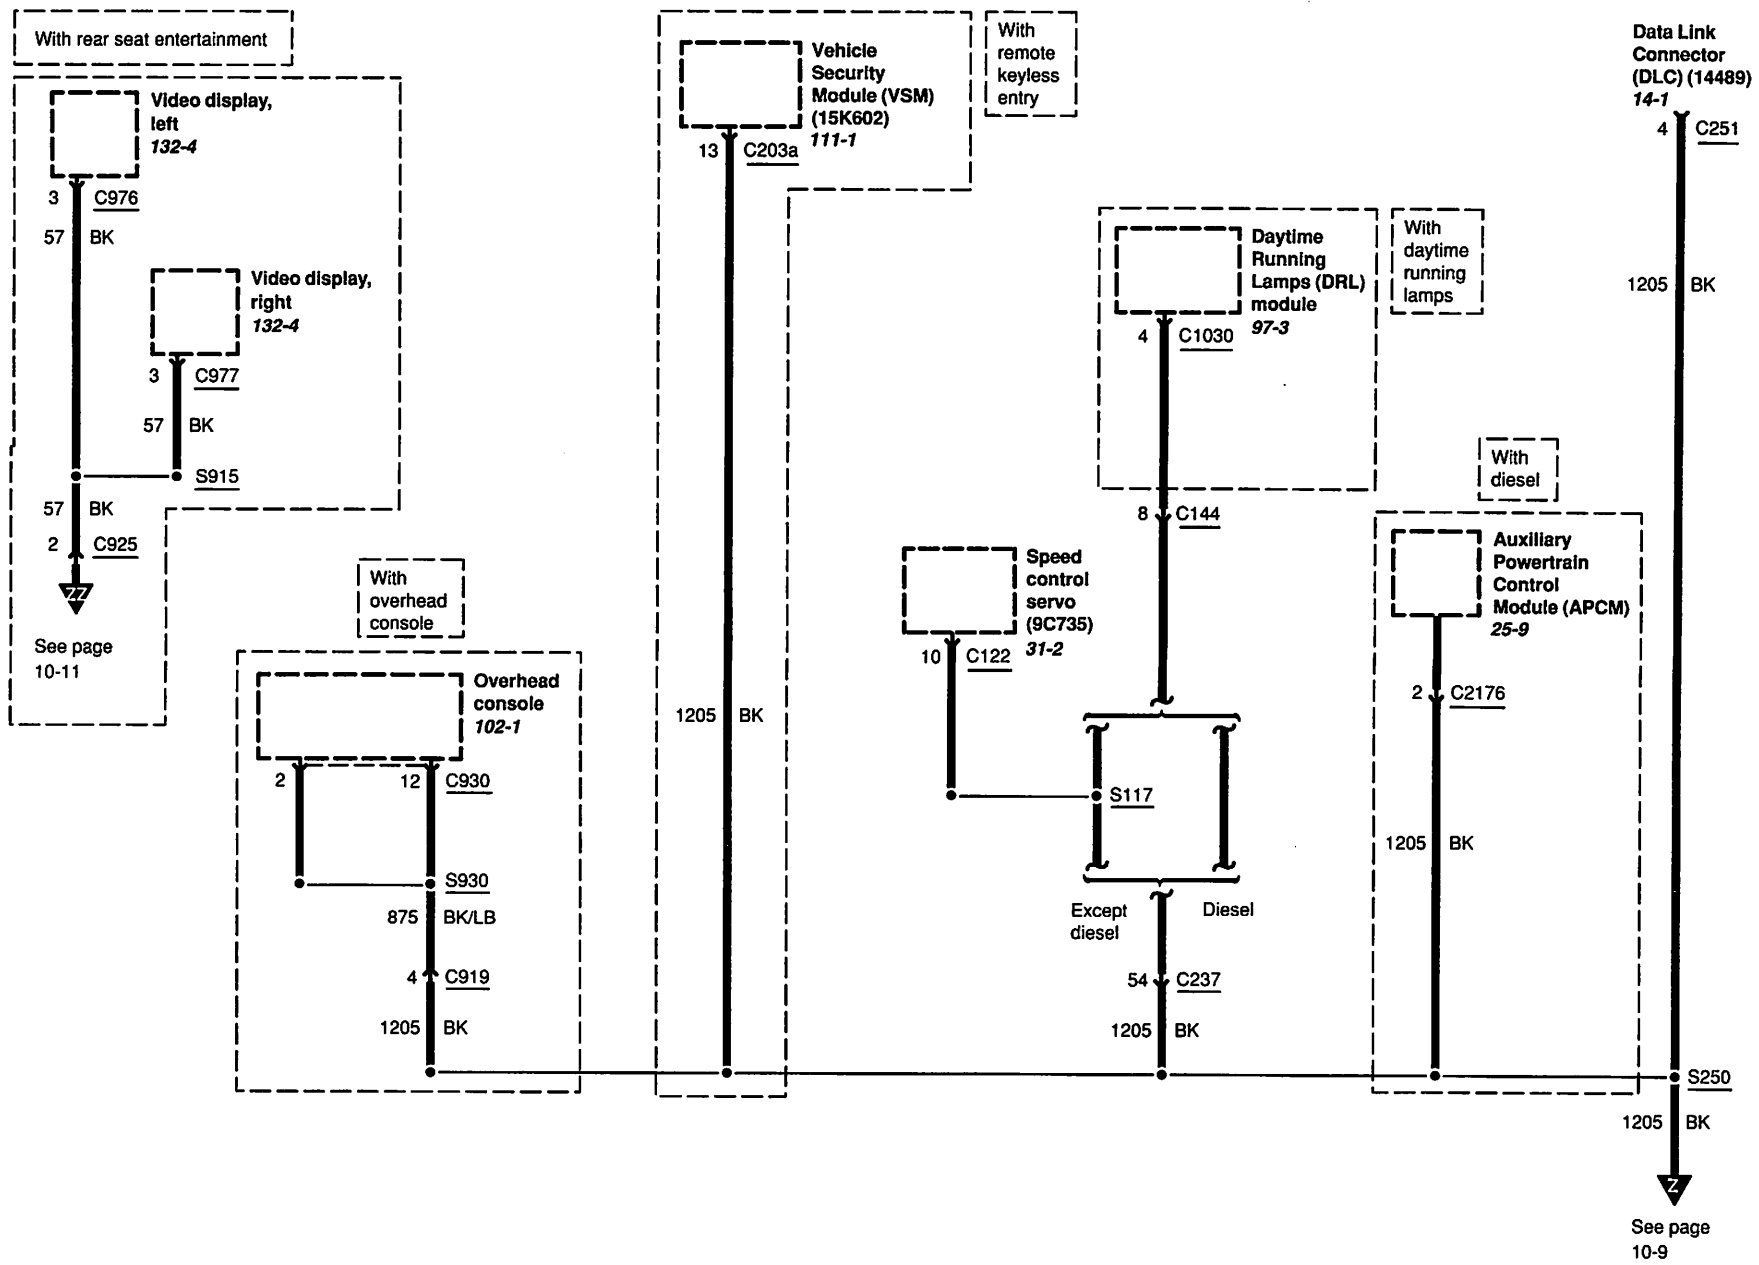 With rear seat entertainment
Video display,
left
132-4
3 C976
57 BK
Video display,
right
132-4
3 C977
57 BK
S915
57 BK
2 C925
ZZ
See page
10-11
With
overhead
console
Overhead
console
102-1
2 12 C930
S930
875 BK/LB
4 C919
1205 BK
Vehicle
Security
Module (VSM)
(15K602)
111-1
13 C203a
1205 BK
With
remote
keyless
entry
Speed
control
servo
(9C735)
31-2
10 C122
Daytime
Running
Lamps (DRL)
module
97-3
4 C1030
With
daytime
running
lamps
8 C144
S117
Except
diesel
Diesel
54 C237
1205 BK
With
diesel
Auxiliary
Powertrain
Control
Module (APCM)
25-9
2 C2176
1205 BK
Data Link
Connector
(DLC) (14489)
14-1
4 C251
1205 BK
S250
1205 BK
Z
See page
10-9